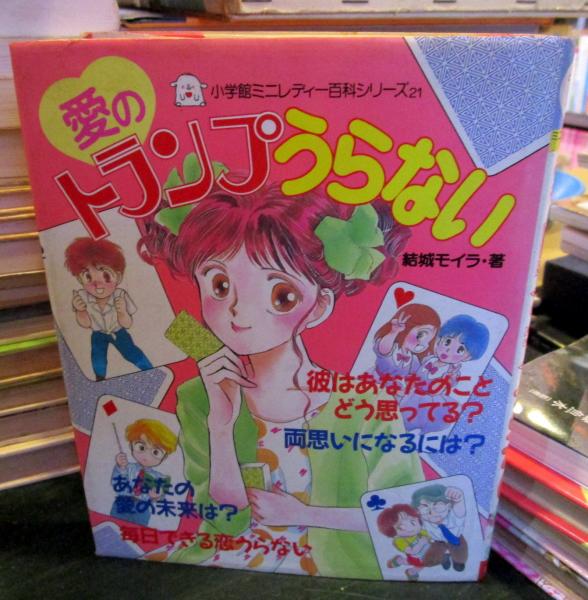 小学館ミニレディー百科シリーズ21
愛の
トランプうらない
結城モイラ・著
彼はあなたのこと
どう思ってる?
両思いになるには?
あなたの
愛の未来は?
毎日できる恋うらない